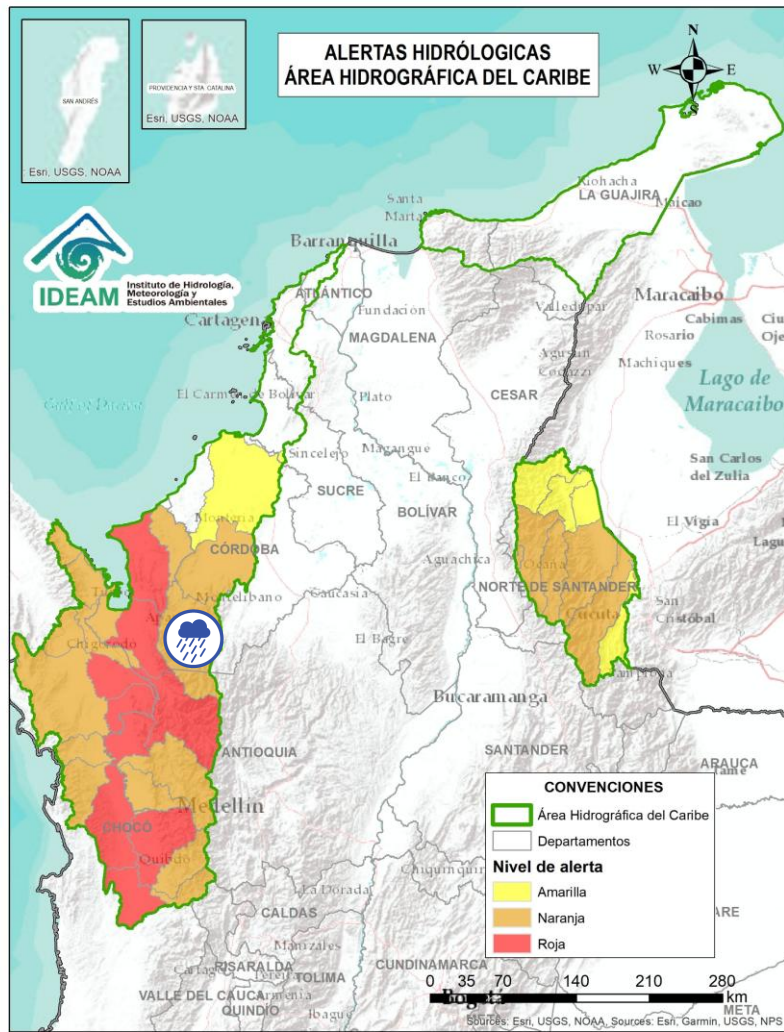 ALERTAS HIDRÓLOGICAS
ÁREA HIDROGRÁFICA DEL CARIBE
SAN ANDRÉS
PROVIDENCIA Y STA. CATALINA
Esri, USGS, NOAA
Esri, USGS, NOAA
N
W
E
S
Riohacha
LA GUAJIRA
Maicao
Santa
Marta
Barranquilla
IDEAM
Instituto de Hidrología,
Meteorología y
Estudios Ambientales
ATLÁNTICO
Maracaibo
Fundación
Valledupar
Cabimas
Cartagen
MAGDALENA
Rosario
Agustín
Codazzi
Machiques
Lago de
Maracaibo
CESAR
El Carmen de Bolívar
Plato
Sincelejo
Magangue
San Carlos
del Zulia
El Banco
SUCRE
BOLÍVAR
Montería
El Vigía
CÓRDOBA
Aguachica
Ocaña
NORTE DE SANTANDER
Montelibano
Caucasia
San
Cristóbal
Cúcuta
El Bagre
Bucaramanga
ANTIOQUIA
SANTANDER
ARAUCA
Medellín
CHOCÓ
Quibdó
CONVENCIONES
Área Hidrográfica del Caribe
Departamentos
Nivel de alerta
Amarilla
Naranja
Roja
La Dorada
CALDAS
Manizales
RISARALDA
TOLIMA
CUNDINAMARCA
VALLE DEL CAUCA
QUINDÍO
Ibague
Bogotá
META
META
0 35 70 140 210 280
km
Sources: Esri, USGS, NOAA, Sources: Esri, Garmin, USGS, NPS